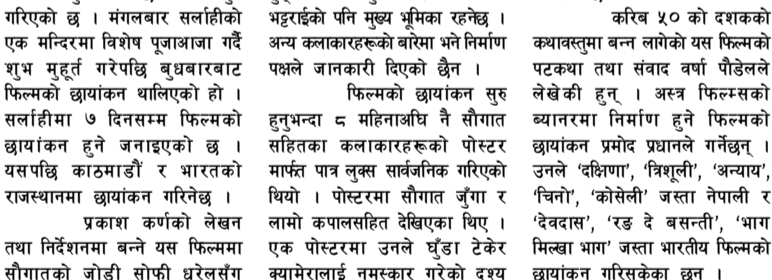 गरिएको छ । मंगलबार सर्लाहीको
एक मन्दिरमा विशेष पूजाआजा गर्दै
शुभ मुहूर्त गरेपछि बुधबारबाट
फिल्मको छायांकन थालिएको हो ।
सर्लाहीमा ७ दिनसम्म फिल्मको
छायांकन हुने जनाइएको छ ।
यसपछि काठमाडौं र भारतको
राजस्थानमा छायांकन गरिनेछ ।
प्रकाश कर्णको लेखन
तथा निर्देशनमा बन्ने यस फिल्ममा
सौगातको जोडी सोफी धरेलसँग
भट्टराईको पनि मुख्य भूमिका रहनेछ ।
अन्य कलाकारहरूको बारेमा भने निर्माण
पक्षले जानकारी दिएको छैन ।
फिल्मको छायांकन सुरु
हुनुभन्दा ८ महिनाअघि नै सौगात
सहितका कलाकारहरूको पोस्टर
मार्फत पात्र लुक्स सार्वजनिक गरिएको
थियो । पोस्टरमा सौगात जुँगा र
लामो कपालसहित देखिएका थिए ।
एक पोस्टरमा उनले घुँडा टेकेर
क्यामेरालाई नमस्कार गरेको दृश्य
करिब ५० को दशकको
कथावस्तुमा बन्न लागेको यस फिल्मको
पटकथा तथा संवाद वर्षा पौडेलले
लेखेकी हुन् । अस्त्र फिल्म्सको
ब्यानरमा निर्माण हुने फिल्मको
छायांकन प्रमोद प्रधानले गर्नेछन् ।
उनले ‘दक्षिणा’, ‘त्रिशूली’, ‘अन्याय’,
‘चिनो’, ‘कोसेली’ जस्ता नेपाली र
‘देवदास’, ‘रङ दे बसन्ती’, ‘भाग
मिल्खा भाग’ जस्ता भारतीय फिल्मको
छायांकन गरिसकेका छन् ।